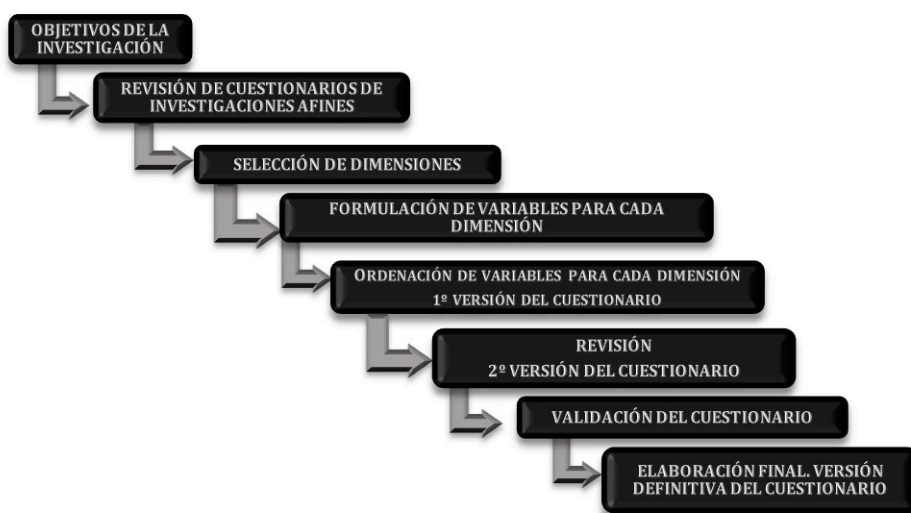 OBJETIVOS DE LA
INVESTIGACIÓN
REVISIÓN DE CUESTIONARIOS DE
INVESTIGACIONES AFINES
SELECCIÓN DE DIMENSIONES
FORMULACIÓN DE VARIABLES PARA CADA
DIMENSIÓN
ORDENACIÓN DE VARIABLES PARA CADA DIMENSIÓN
1º VERSIÓN DEL CUESTIONARIO
REVISIÓN
2º VERSIÓN DEL CUESTIONARIO
VALIDACIÓN DEL CUESTIONARIO
ELABORACIÓN FINAL. VERSIÓN
DEFINITIVA DEL CUESTIONARIO